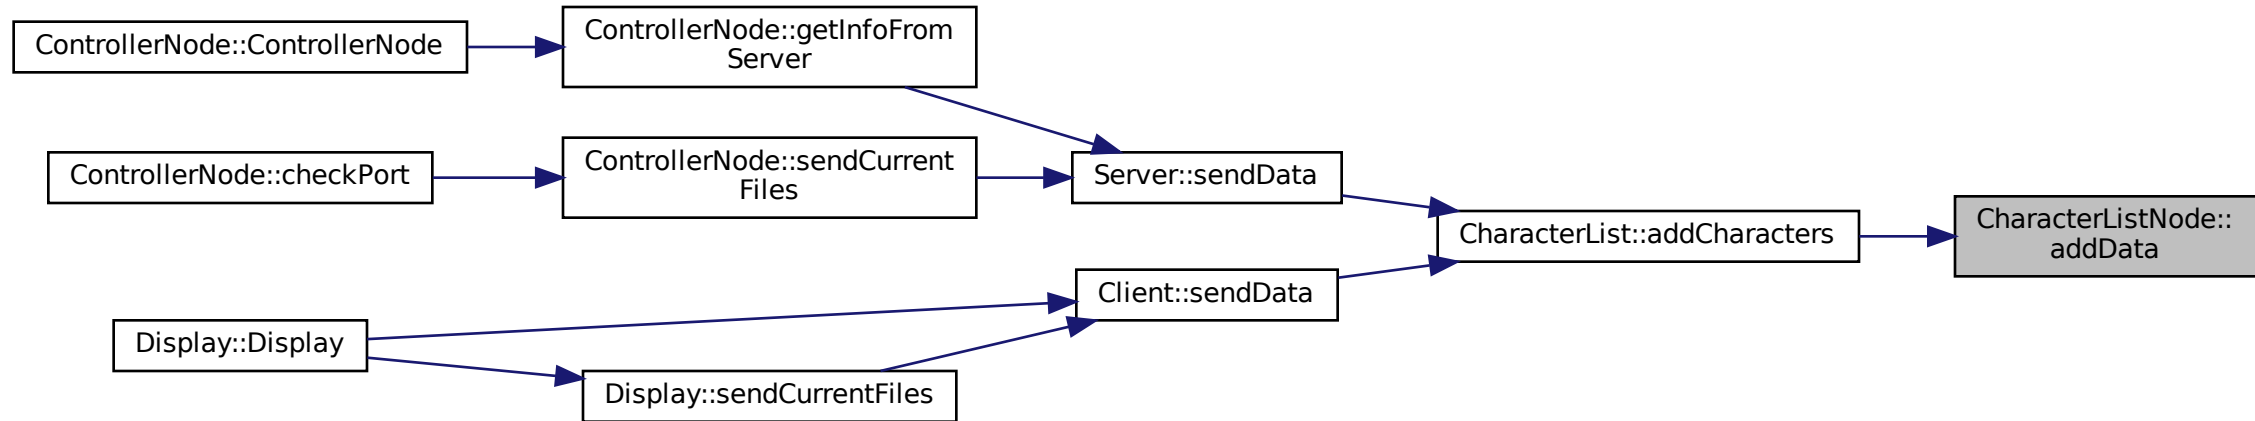 ControllerNode::ControllerNode
ControllerNode::getInfoFrom
Server
ControllerNode::checkPort
ControllerNode::sendCurrent
Files
Server::sendData
CharacterList::addCharacters
CharacterListNode::
addData
Client::sendData
Display::Display
Display::sendCurrentFiles